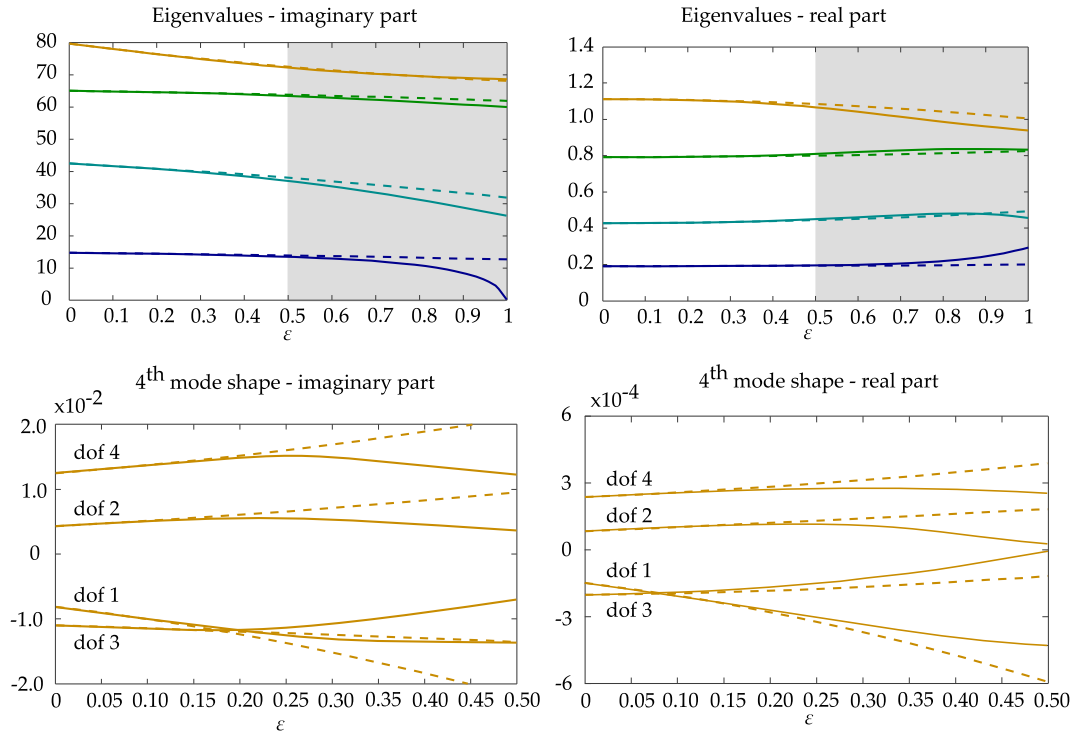 Eigenvalues - imaginary part
80
70
60
50
40
30
20
10
0
0 0.1 0.2 0.3 0.4 0.5 0.6 0.7 0.8 0.9 1
ε
Eigenvalues - real part
1.4
1.2
1.0
0.8
0.6
0.4
0.2
0
0 0.1 0.2 0.3 0.4 0.5 0.6 0.7 0.8 0.9 1
ε
4th mode shape - imaginary part
x10-2
2.0
1.0
0
-1.0
-2.0
dof 4
dof 2
dof 1
dof 3
0 0.05 0.10 0.15 0.20 0.25 0.30 0.35 0.40 0.45 0.50
ε
4th mode shape - real part
x10-4
6
3
0
-3
-6
dof 4
dof 2
dof 1
dof 3
0 0.05 0.10 0.15 0.20 0.25 0.30 0.35 0.40 0.45 0.50
ε